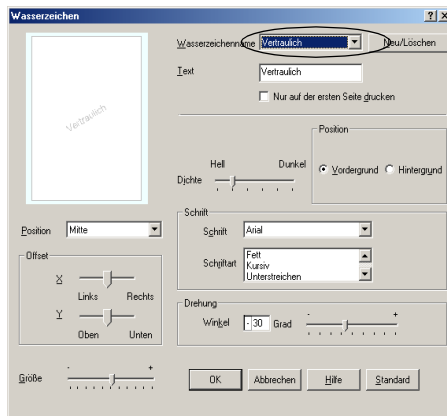 Wasserzeichen
Wasserzeichenname Vertraulich Neu/Löschen
Text Vertraulich
Nur auf der ersten Seite drucken
Vertraulich
Position
Hell Dunkel
Dichte
Vordergrund Hintergrund
Position Mitte
Schrift
Schrift Arial
Schriftart Fett
Kursiv
Unterstreichen
Offset
X
Links Rechts
Y
Oben Unten
Drehung
Winkel -30 Grad - +
Größe - +
OK Abbrechen Hilfe Standard